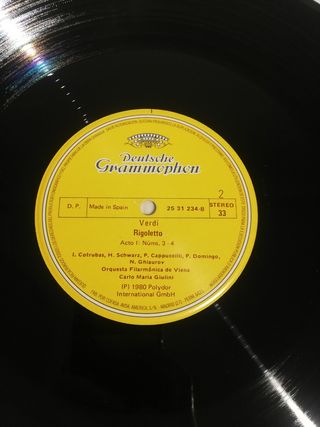 Deutsche
Grammophon
D. P. Made in Spain 25 31 234-B STEREO 2
33
Verdi
Rigoletto
Acto I: Núms. 3 - 4
I. Cotrubas, H. Schwarz, P. Cappuccilli, P. Domingo,
N. Ghiaurov
Orquesta Filarmónica de Viena
Carlo Maria Giulini
(P) 1980 Polydor
International GmbH